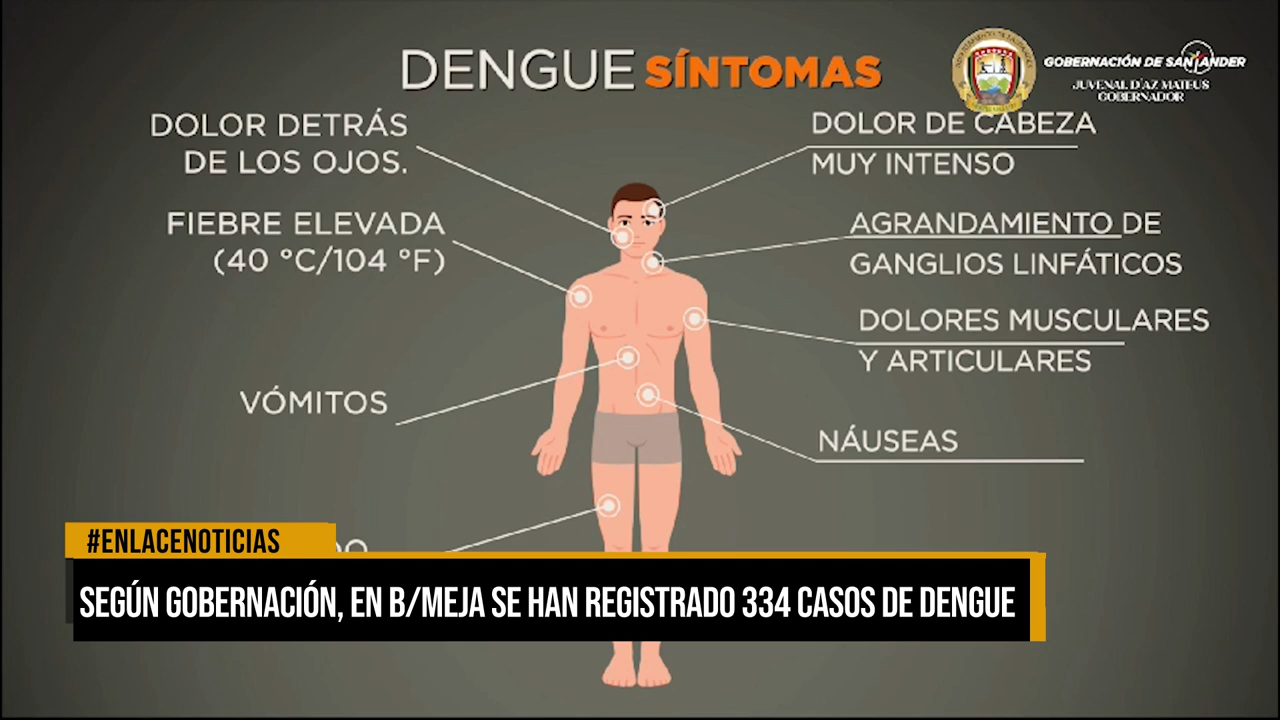 DENGUE SÍNTOMAS
GOBERNACIÓN DE SANTANDER
JUVENAL DÍAZ MATEUS
GOBERNADOR
DOLOR DETRÁS
DE LOS OJOS.
FIEBRE ELEVADA
(40 °C/104 °F)
VÓMITOS
DOLOR DE CABEZA
MUY INTENSO
AGRANDAMIENTO DE
GANGLIOS LINFÁTICOS
DOLORES MUSCULARES
Y ARTICULARES
NÁUSEAS
#ENLACENOTICIAS
SEGÚN GOBERNACIÓN, EN B/MEJA SE HAN REGISTRADO 334 CASOS DE DENGUE